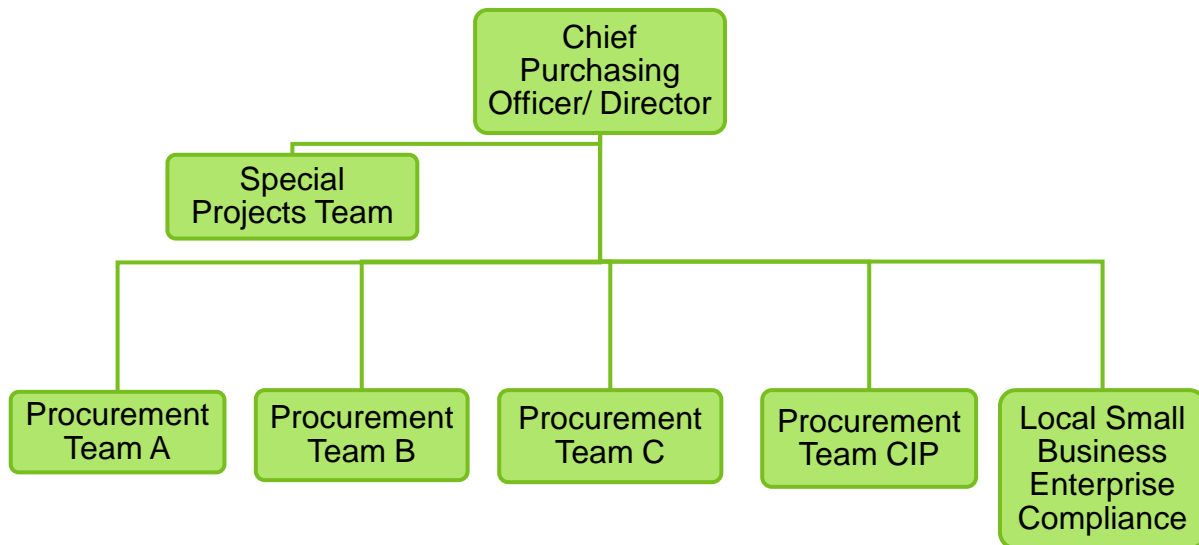 Chief
Purchasing
Officer/ Director
Special
Projects Team
Procurement
Team A
Procurement
Team B
Procurement
Team C
Procurement
Team CIP
Local Small
Business
Enterprise
Compliance